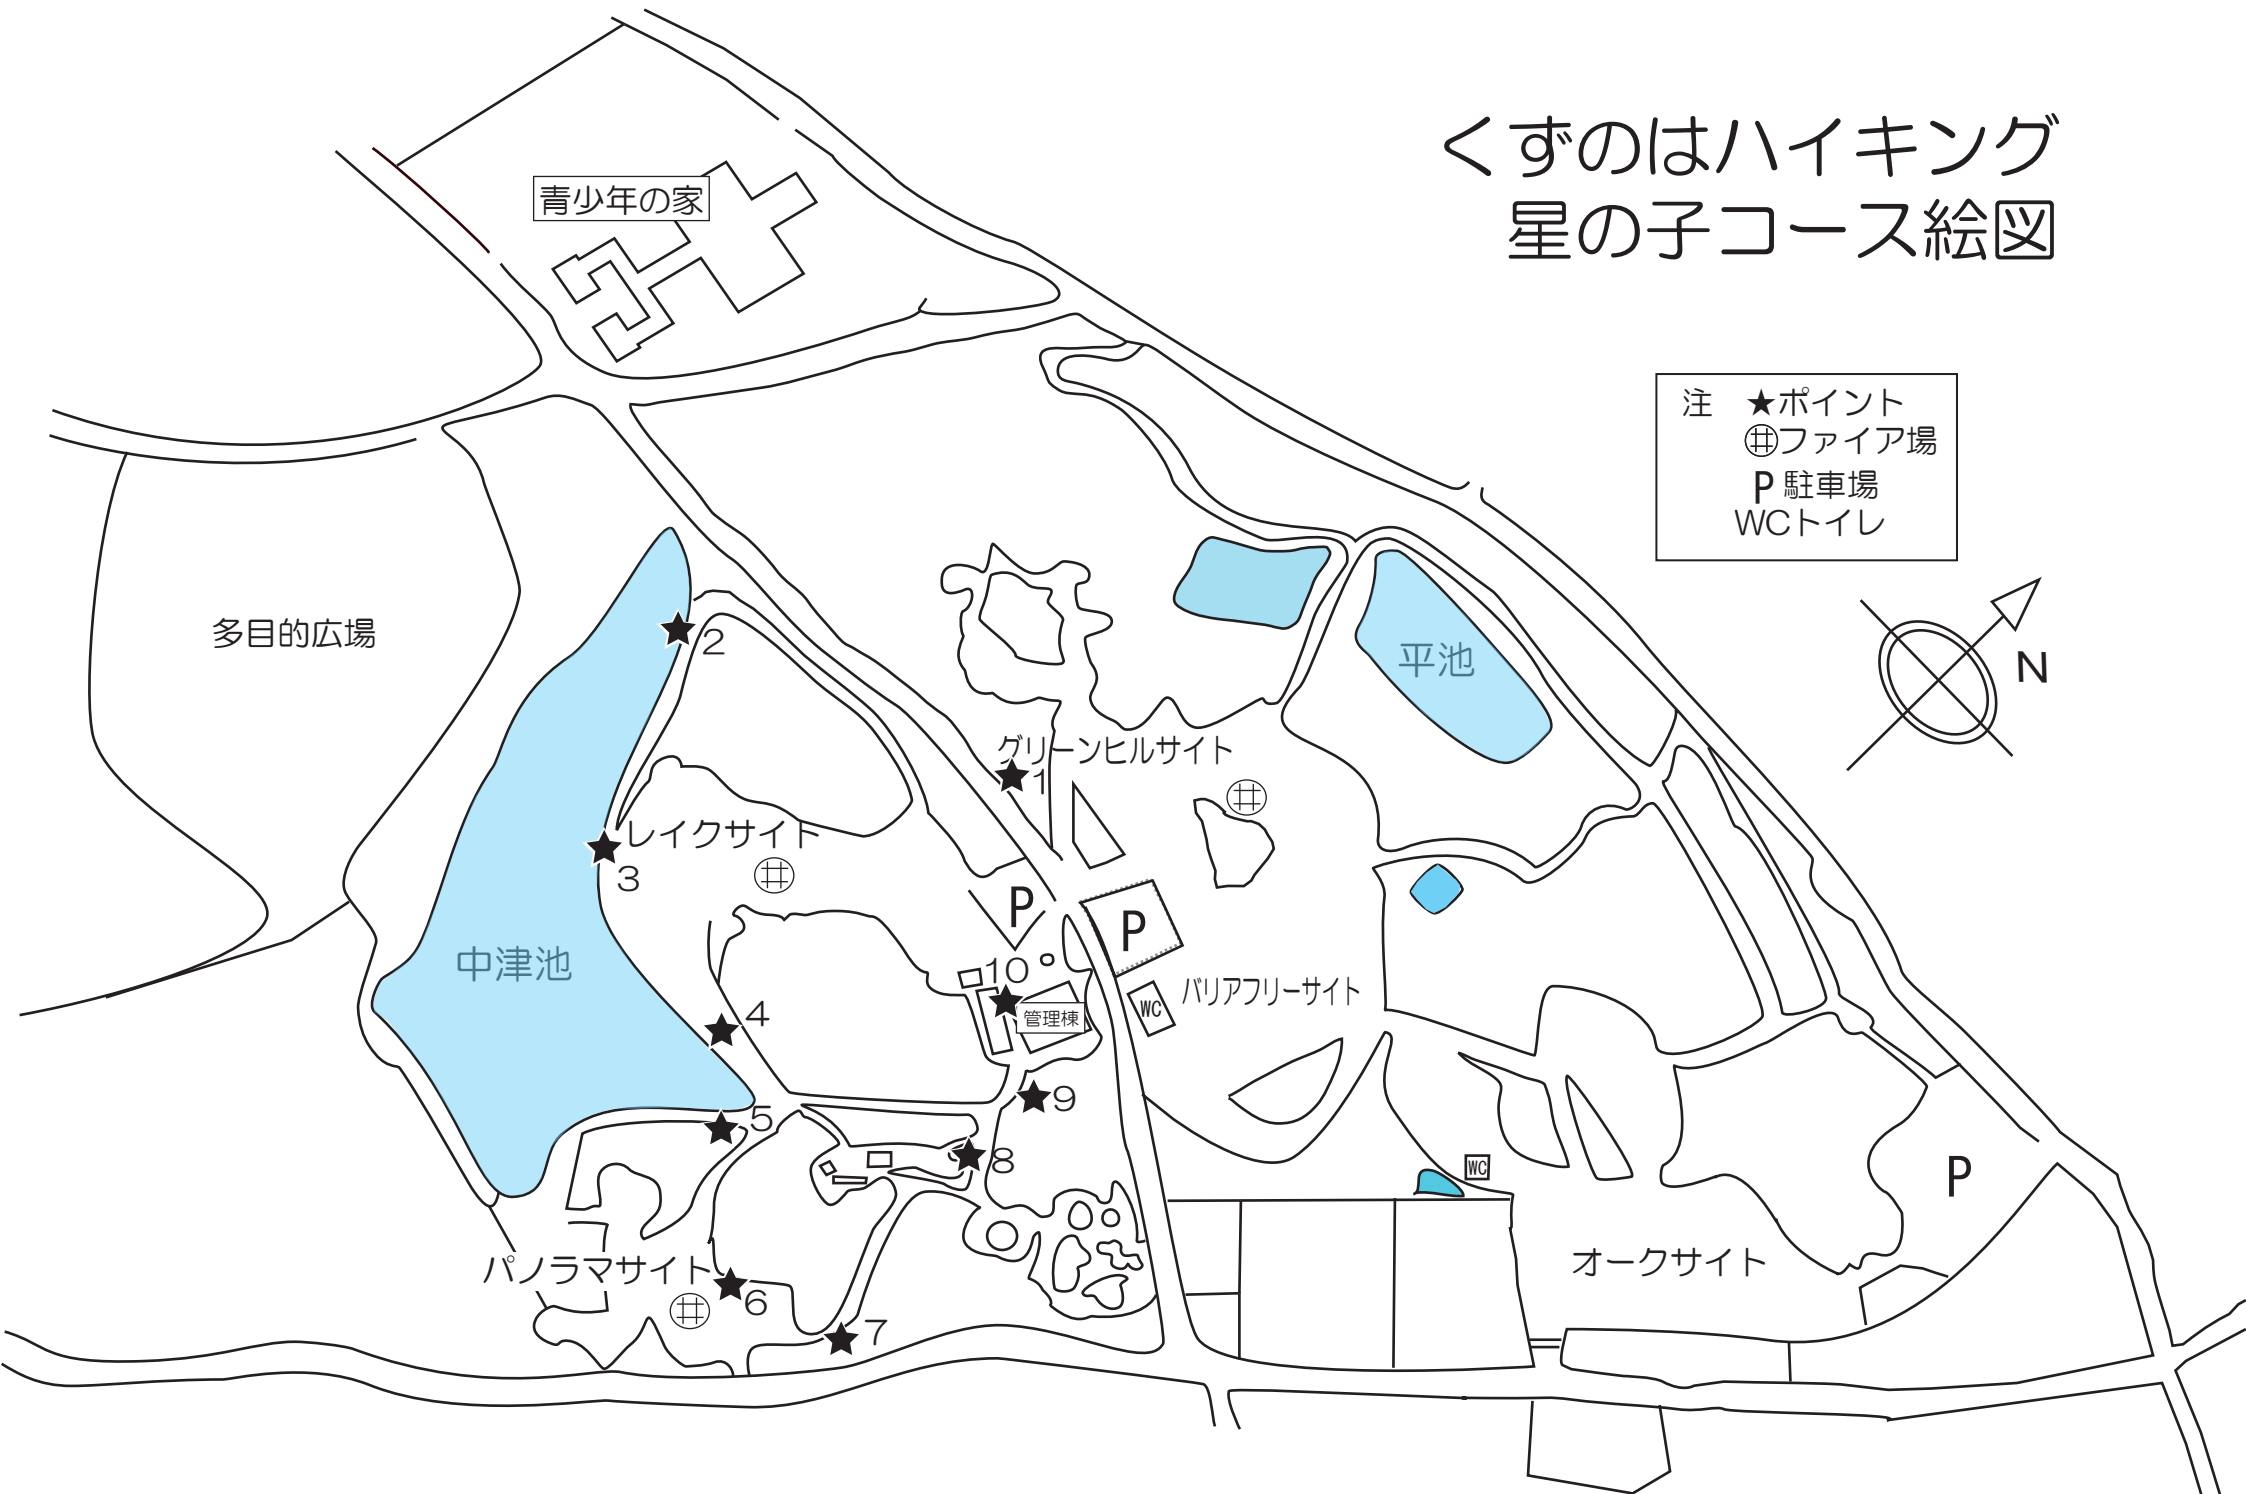 くずのはハイキング
星の子コース絵図
青少年の家
注 ★ポイント
ファイア場
P 駐車場
WCトイレ
多目的広場
2
平池
N
グリーンヒルサイト
1
レイクサイト
3
P
P
中津池
10
バリアフリーサイト
WC
管理棟
4
9
5
8
WC
P
パノラマサイト
オークサイト
6
7